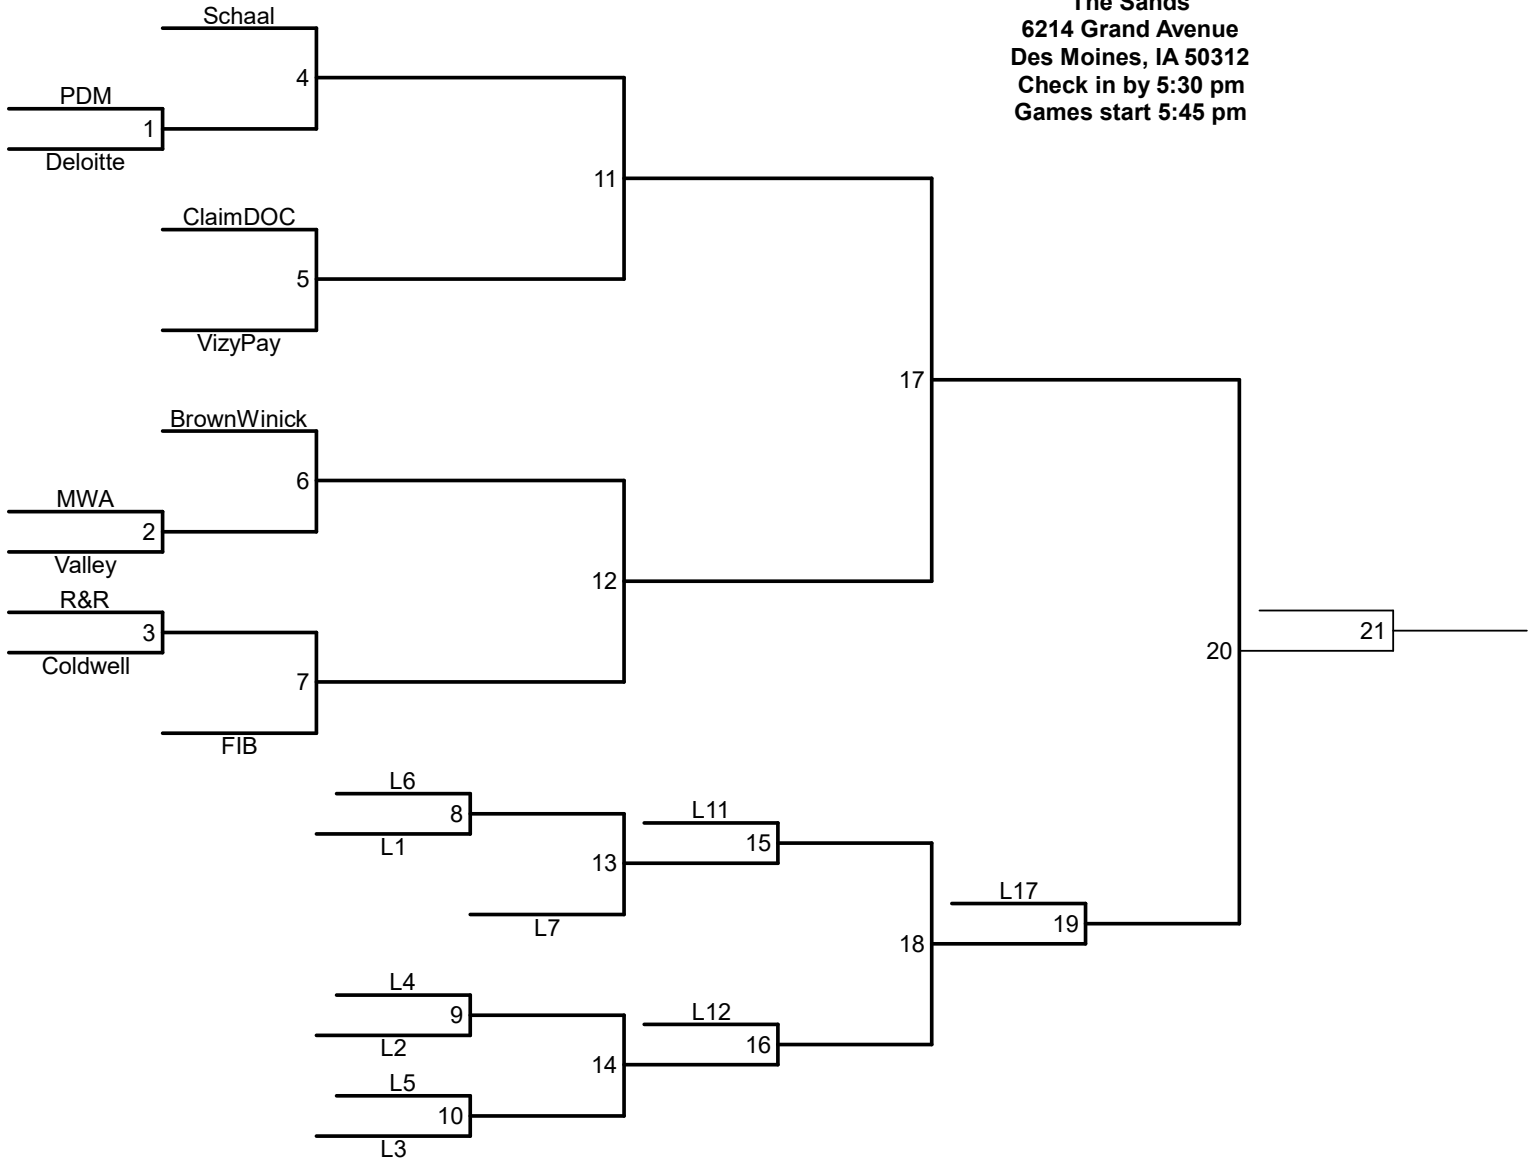 The Sands
6214 Grand Avenue
Des Moines, IA 50312
Check in by 5:30 pm
Games start 5:45 pm
Schaal
4
PDM
1
Deloitte
11
ClaimDOC
5
VizyPay
17
BrownWinick
6
MWA
2
Valley
12
R&R
3
Coldwell
7
FIB
21
20
L6
8
L1
L11
15
13
L7
L17
19
18
L4
9
L2
L12
16
14
L5
10
L3